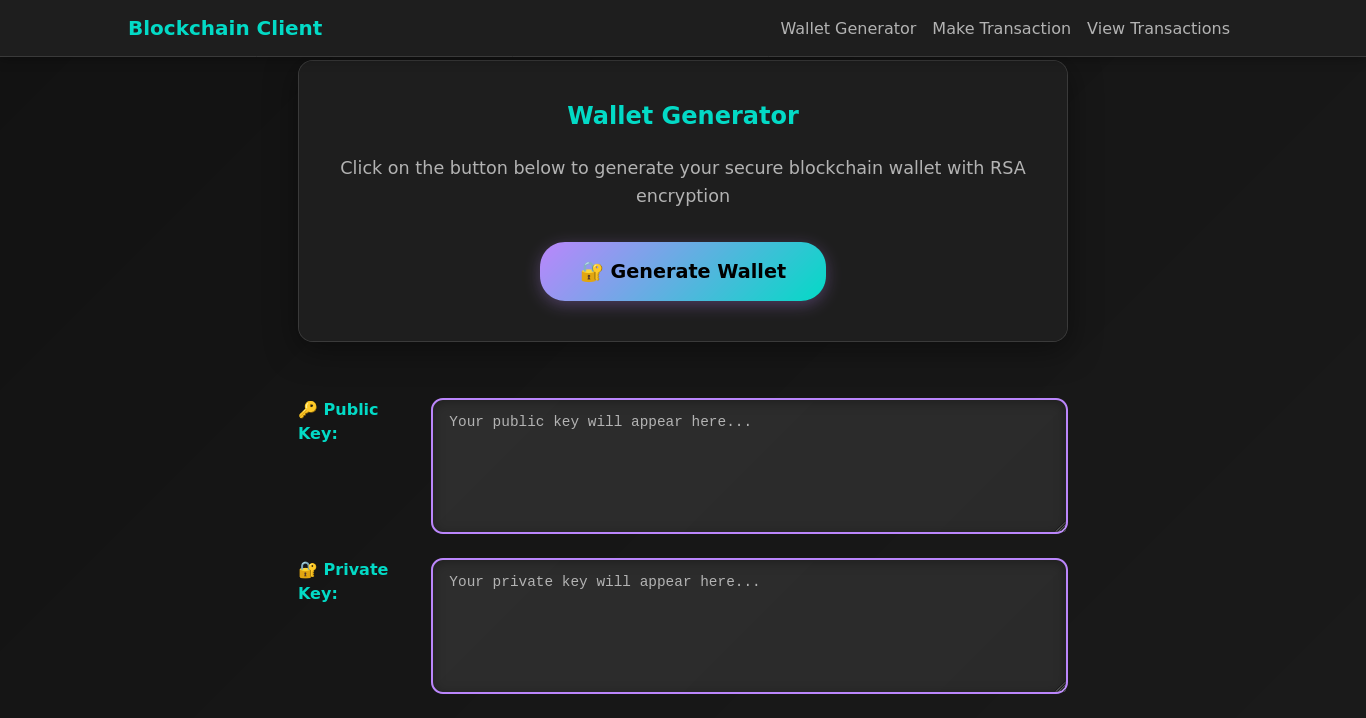 Blockchain Client
Wallet Generator
Make Transaction
View Transactions
Wallet Generator
Click on the button below to generate your secure blockchain wallet with RSA
encryption
🔐 Generate Wallet
🔑 Public
Key:
Your public key will appear here...
🔐 Private
Key:
Your private key will appear here...